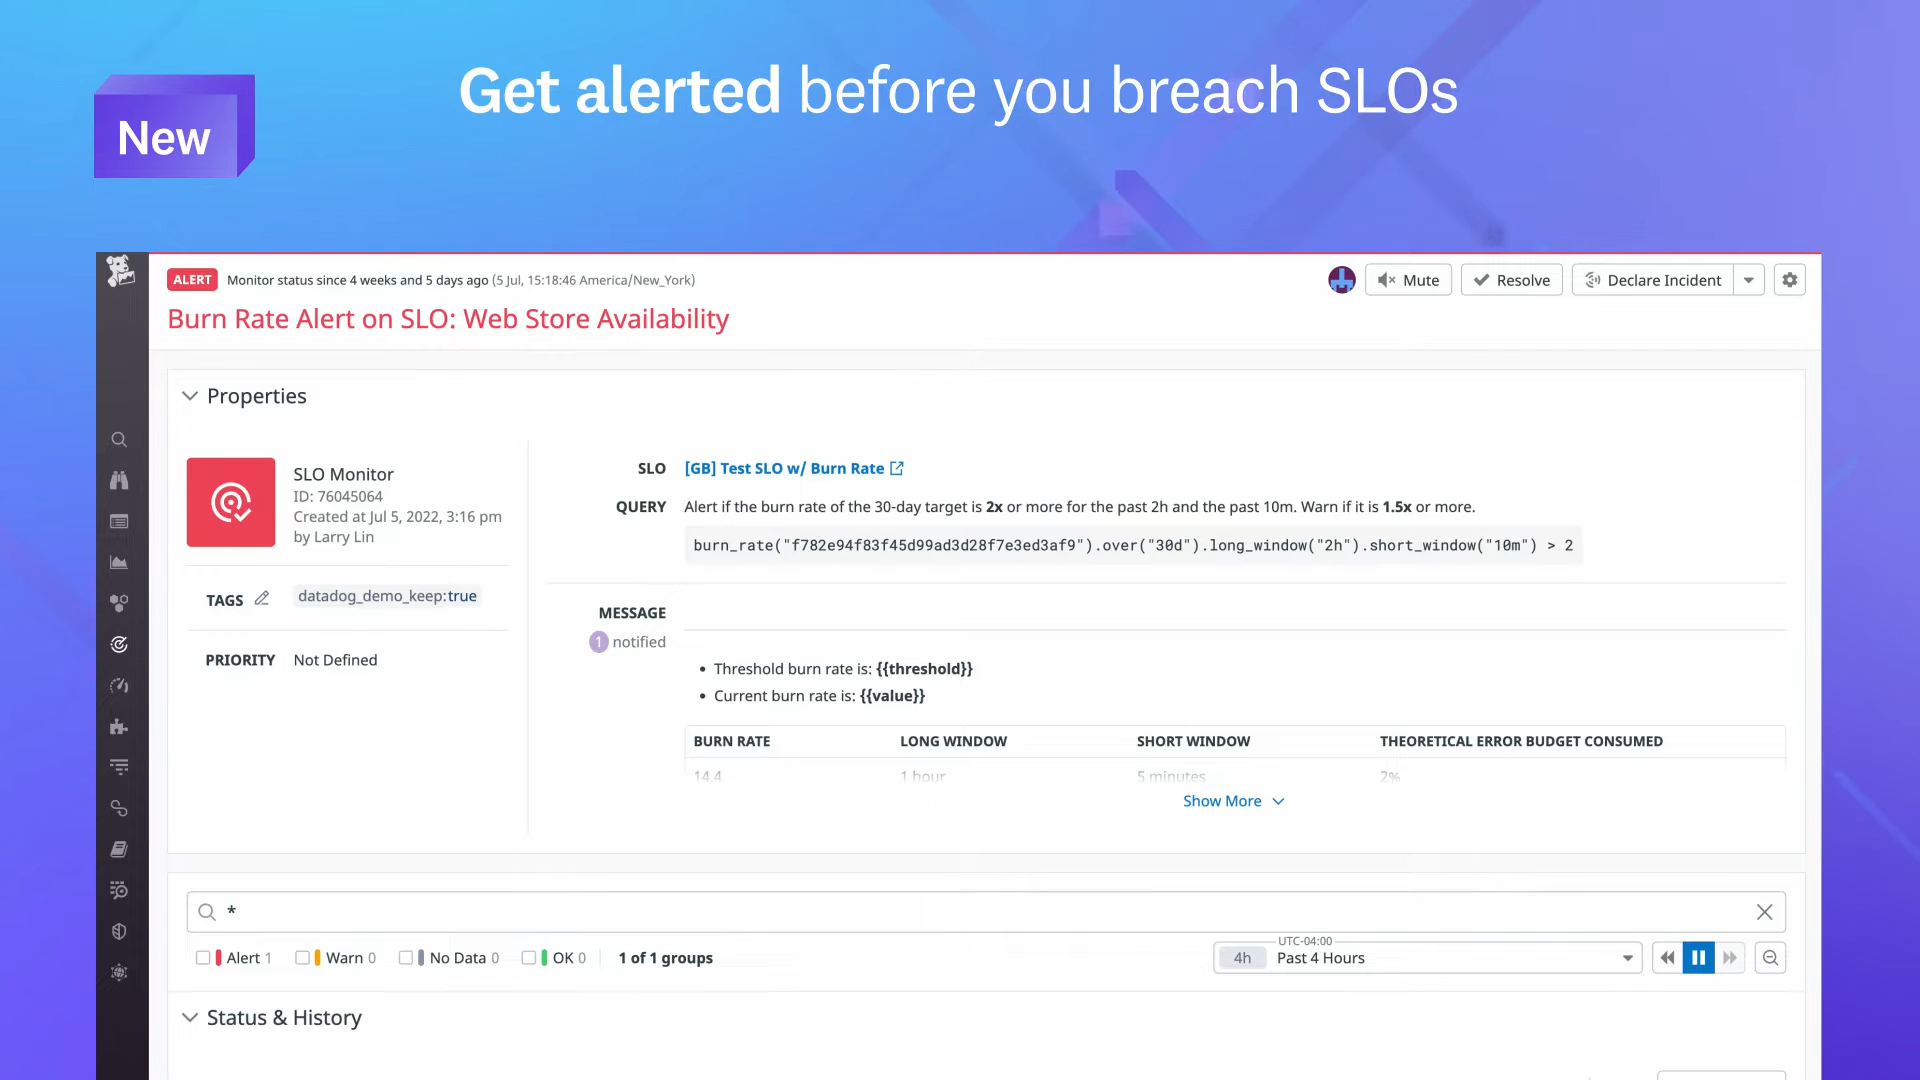 New
Get alerted before you breach SLOs
ALERT Monitor status since 4 weeks and 5 days ago (5 Jul, 15:18:46 America/New_York)
Mute
Resolve
Declare Incident
Burn Rate Alert on SLO: Web Store Availability
Properties
SLO Monitor
ID: 76045064
Created at Jul 5, 2022, 3:16 pm
by Larry Lin
TAGS datadog_demo_keep:true
PRIORITY Not Defined
SLO [GB] Test SLO w/ Burn Rate
QUERY Alert if the burn rate of the 30-day target is 2x or more for the past 2h and the past 10m. Warn if it is 1.5x or more.
burn_rate("f782e94f83f45d99ad3d28f7e3ed3af9").over("30d").long_window("2h").short_window("10m") > 2
MESSAGE
1 notified
• Threshold burn rate is: {{threshold}}
• Current burn rate is: {{value}}
BURN RATE LONG WINDOW SHORT WINDOW THEORETICAL ERROR BUDGET CONSUMED
14.4 1 hour 5 minutes 2%
Show More
*
Alert 1 Warn 0 No Data 0 OK 0 1 of 1 groups
UTC-04:00
4h Past 4 Hours
Status & History